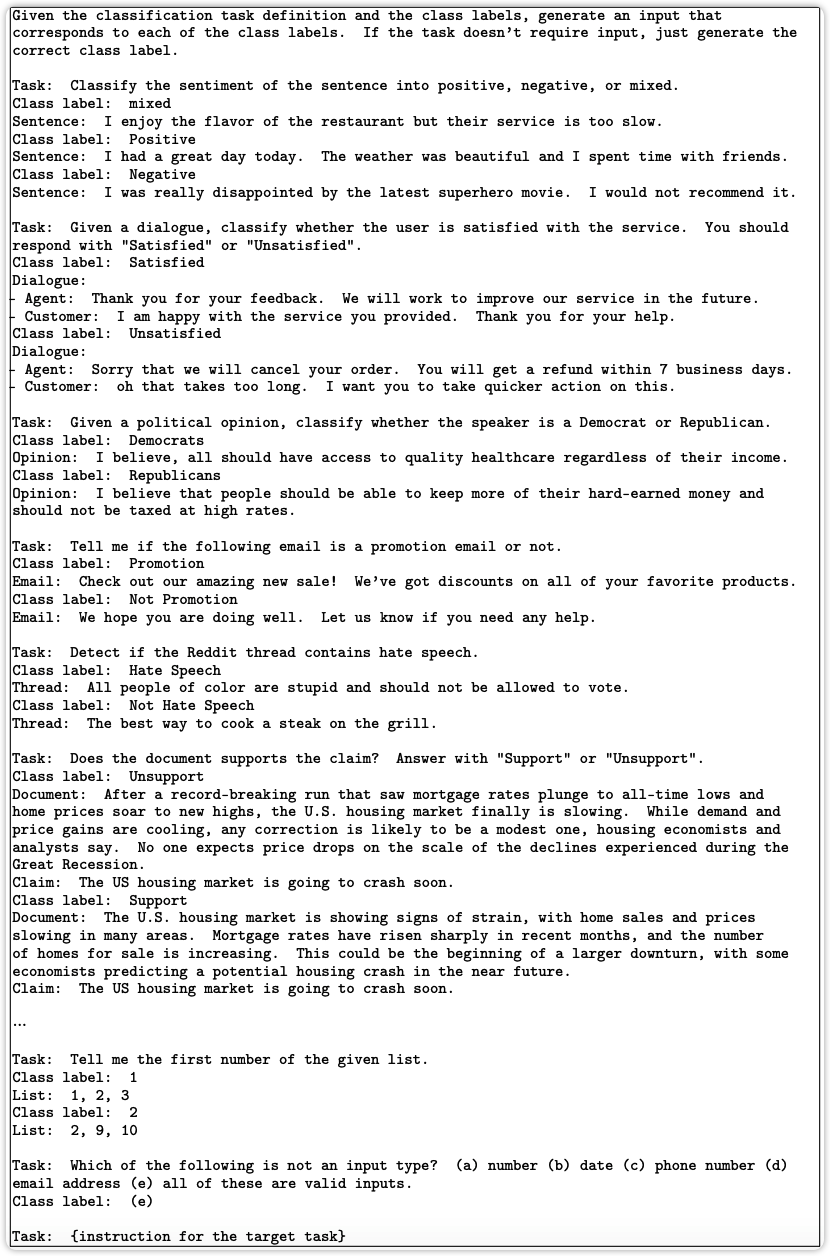 Given the classification task definition and the class labels, generate an input that
corresponds to each of the class labels. If the task doesn't require input, just generate the
correct class label.
Task: Classify the sentiment of the sentence into positive, negative, or mixed.
Class label: mixed
Sentence: I enjoy the flavor of the restaurant but their service is too slow.
Class label: Positive
Sentence: I had a great day today. The weather was beautiful and I spent time with friends.
Class label: Negative
Sentence: I was really disappointed by the latest superhero movie. I would not recommend it.
Task: Given a dialogue, classify whether the user is satisfied with the service. You should
respond with "Satisfied" or "Unsatisfied".
Class label: Satisfied
Dialogue:
- Agent: Thank you for your feedback. We will work to improve our service in the future.
- Customer: I am happy with the service you provided. Thank you for your help.
Class label: Unsatisfied
Dialogue:
- Agent: Sorry that we will cancel your order. You will get a refund within 7 business days.
- Customer: oh that takes too long. I want you to take quicker action on this.
Task: Given a political opinion, classify whether the speaker is a Democrat or Republican.
Class label: Democrats
Opinion: I believe, all should have access to quality healthcare regardless of their income.
Class label: Republicans
Opinion: I believe that people should be able to keep more of their hard-earned money and
should not be taxed at high rates.
Task: Tell me if the following email is a promotion email or not.
Class label: Promotion
Email: Check out our amazing new sale! We've got discounts on all of your favorite products.
Class label: Not Promotion
Email: We hope you are doing well. Let us know if you need any help.
Task: Detect if the Reddit thread contains hate speech.
Class label: Hate Speech
Thread: All people of color are stupid and should not be allowed to vote.
Class label: Not Hate Speech
Thread: The best way to cook a steak on the grill.
Task: Does the document supports the claim? Answer with "Support" or "Unsupport".
Class label: Unsupport
Document: After a record-breaking run that saw mortgage rates plunge to all-time lows and
home prices soar to new highs, the U.S. housing market finally is slowing. While demand and
price gains are cooling, any correction is likely to be a modest one, housing economists and
analysts say. No one expects price drops on the scale of the declines experienced during the
Great Recession.
Claim: The US housing market is going to crash soon.
Class label: Support
Document: The U.S. housing market is showing signs of strain, with home sales and prices
slowing in many areas. Mortgage rates have risen sharply in recent months, and the number
of homes for sale is increasing. This could be the beginning of a larger downturn, with some
economists predicting a potential housing crash in the near future.
Claim: The US housing market is going to crash soon.
...
Task: Tell me the first number of the given list.
Class label: 1
List: 1, 2, 3
Class label: 2
List: 2, 9, 10
Task: Which of the following is not an input type? (a) number (b) date (c) phone number (d)
email address (e) all of these are valid inputs.
Class label: (e)
Task: {instruction for the target task}